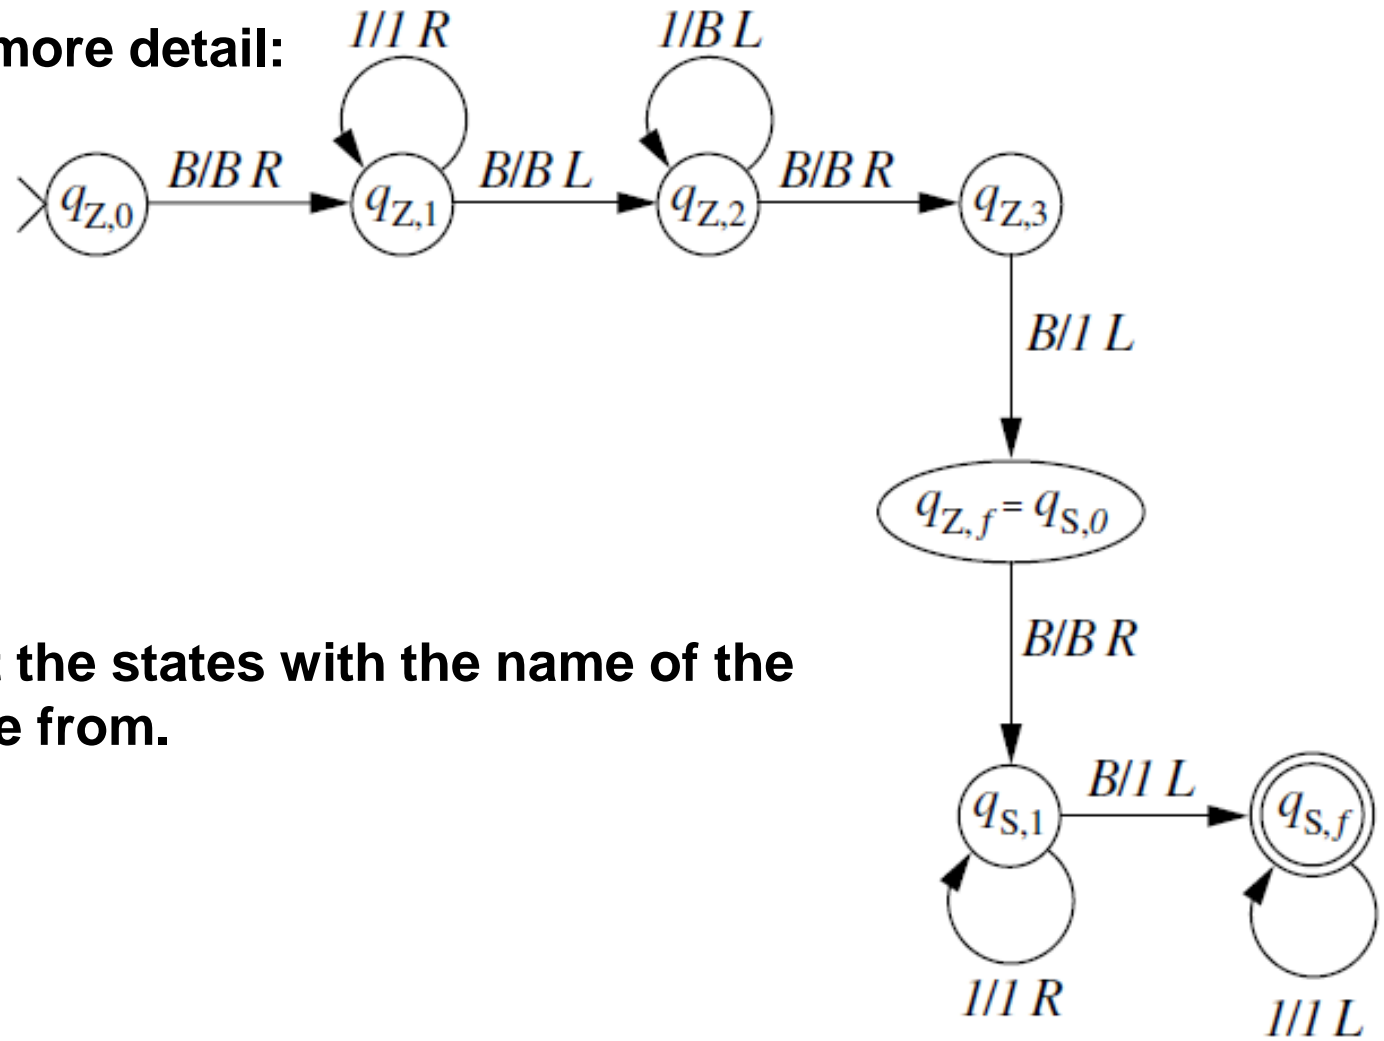 more detail:
1/1 R
1/B L
q_{Z,0}
B/B R
q_{Z,1}
B/B L
q_{Z,2}
B/B R
q_{Z,3}
B/1 L
q_{Z,f} = q_{S,0}
B/B R
the states with the name of the
e from.
q_{S,1}
B/1 L
q_{S,f}
1/1 R
1/1 L